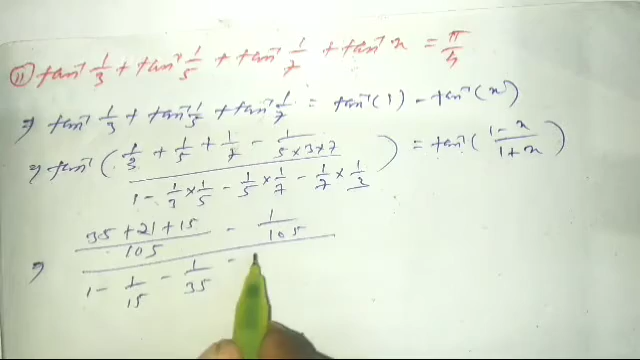 (ii) tan⁻¹ 1/3 + tan⁻¹ 1/5 + tan⁻¹ 1/7 + tan⁻¹ x = π/4
⇒ tan⁻¹ 1/3 + tan⁻¹ 1/5 + tan⁻¹ 1/7 = tan⁻¹(1) - tan⁻¹(x)
⇒ tan⁻¹( (1/3 + 1/5 + 1/7 - 1/(5×3×7)) / (1 - 1/3×1/5 - 1/5×1/7 - 1/7×1/3) ) = tan⁻¹( (1-x)/(1+x) )
⇒ ( (35+21+15)/105 - 1/105 ) / ( 1 - 1/15 - 1/35 -